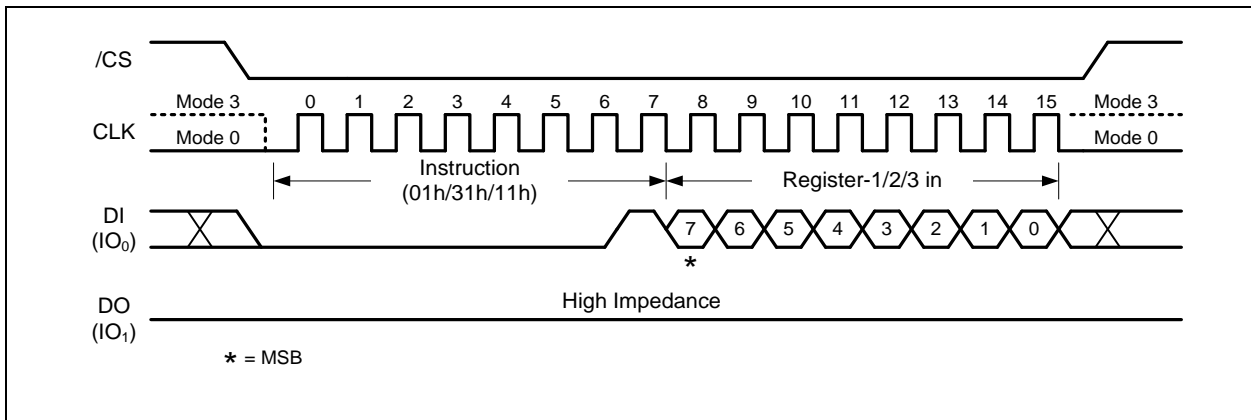 /CS
Mode 3 0 1 2 3 4 5 6 7 8 9 10 11 12 13 14 15 Mode 3
CLK
Mode 0 Mode 0
Instruction
(01h/31h/11h)
Register-1/2/3 in
DI
(IO₀)
7 6 5 4 3 2 1 0
*
High Impedance
DO
(IO₁)
* = MSB